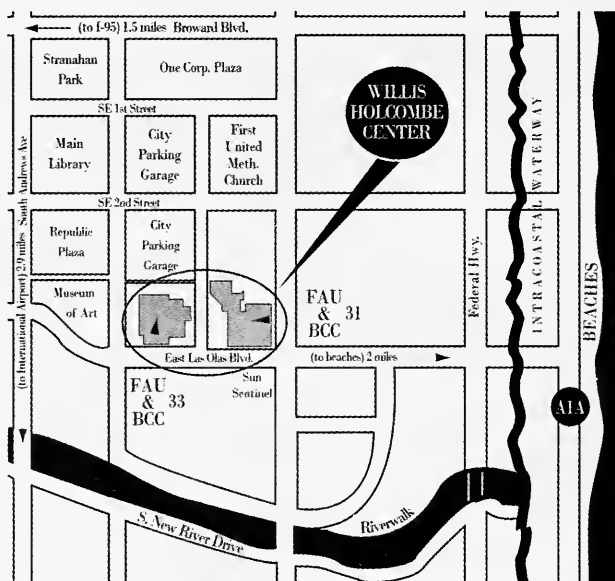 (to f-95) 1.5 miles Broward Blvd.
Stranahan
Park
One Corp. Plaza
WILLIS
HOLCOMBE
CENTER
SE 1st Street
Main
Library
City
Parking
Garage
First
United
Meth.
Church
SE 2nd Street
Republic
Plaza
City
Parking
Garage
Museum
of Art
FAU
& 31
BCC
East Las Olas Blvd.
(to beaches) 2 miles
FAU
& 33
BCC
Sun
Sentinel
(to International Airport) 2.9 miles South Andrews Ave
Federal Hwy.
INTRACOASTAL WATERWAY
BEACHES
A1A
Riverwalk
S. New River Drive